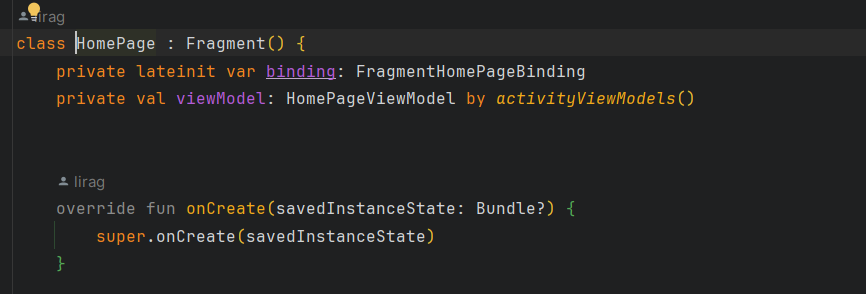 lirag
class HomePage : Fragment() {
private lateinit var binding: FragmentHomePageBinding
private val viewModel: HomePageViewModel by activityViewModels()
lirag
override fun onCreate(savedInstanceState: Bundle?) {
super.onCreate(savedInstanceState)
}